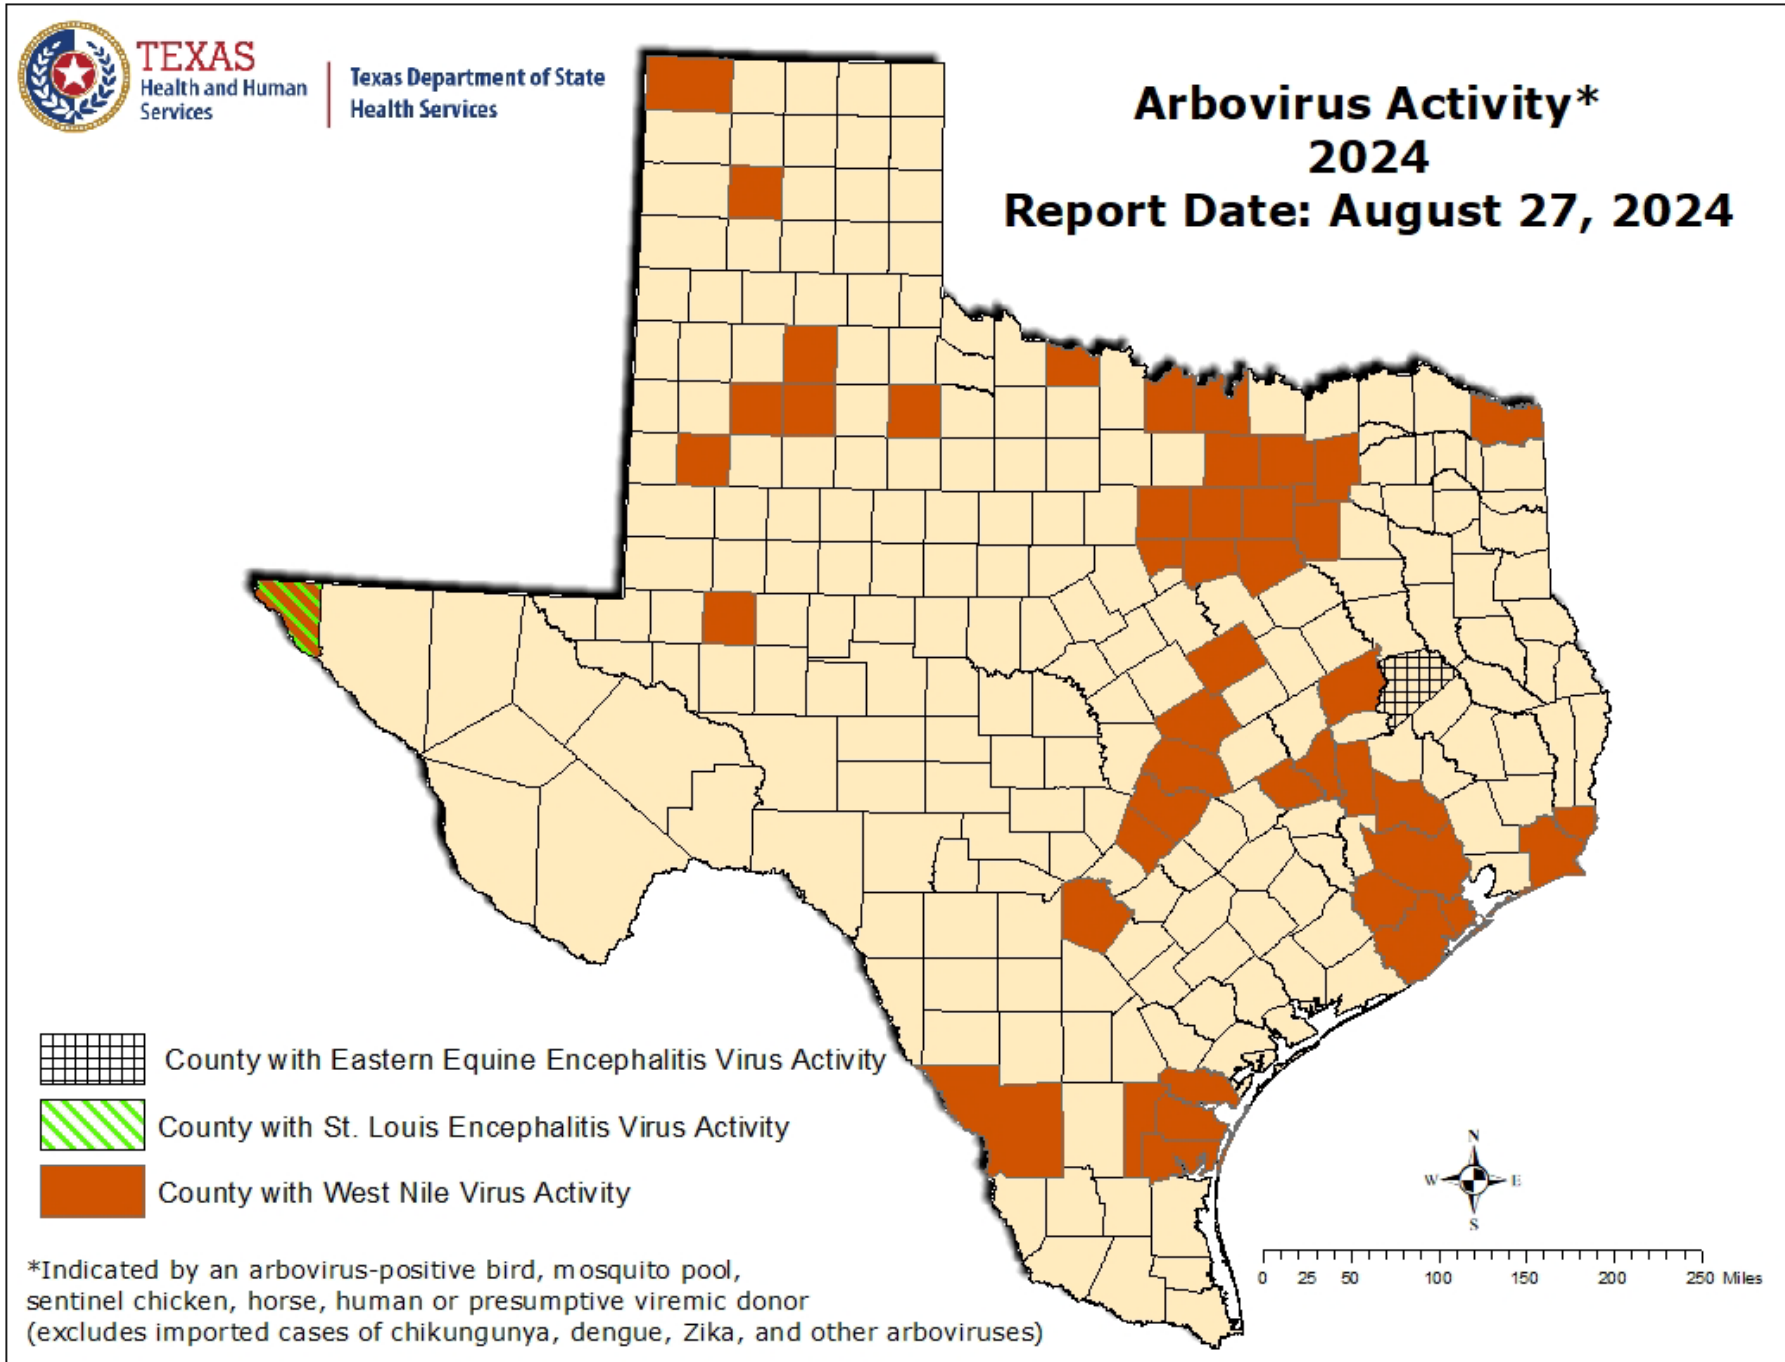 TEXAS
Health and Human
Services
Texas Department of State
Health Services
Arbovirus Activity*
2024
Report Date: August 27, 2024
County with Eastern Equine Encephalitis Virus Activity
County with St. Louis Encephalitis Virus Activity
County with West Nile Virus Activity
*Indicated by an arbovirus-positive bird, mosquito pool,
sentinel chicken, horse, human or presumptive viremic donor
(excludes imported cases of chikungunya, dengue, Zika, and other arboviruses)
N
W E
S
0 25 50 100 150 200 250 Miles